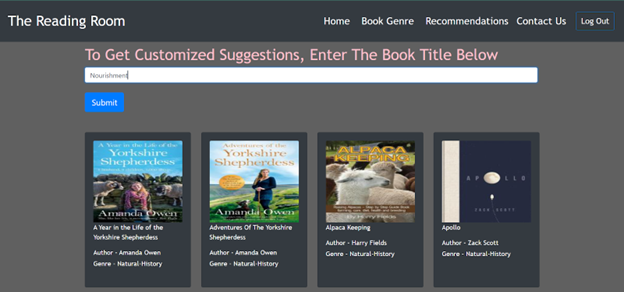 The Reading Room
Home Book Genre Recommendations Contact Us Log Out
To Get Customized Suggestions, Enter The Book Title Below
Nourishment
Submit
A Year in the Life of the
Yorkshire
Shepherdess
Amanda Owen
A Year in the Life of the
Yorkshire Shepherdess
Author - Amanda Owen
Genre - Natural-History
Adventures of The
Yorkshire
Shepherdess
Amanda Owen
Adventures Of The Yorkshire
Shepherdess
Author - Amanda Owen
Genre - Natural-History
ALPACA
KEEPING
Harry Fields
Alpaca Keeping
Author - Harry Fields
Genre - Natural-History
APOLLO
ZACK SCOTT
Apollo
Author - Zack Scott
Genre - Natural-History